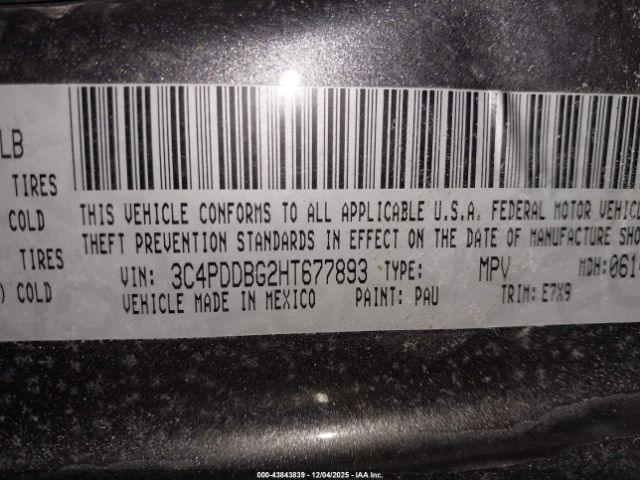 LB
TIRES
COLD
TIRES
) COLD
THIS VEHICLE CONFORMS TO ALL APPLICABLE U.S.A. FEDERAL MOTOR VEHIC
THEFT PREVENTION STANDARDS IN EFFECT ON THE DATE OF MANUFACTURE SHO
VIN: 3C4PDDBG2HT677893 TYPE: MPV MDH:061
VEHICLE MADE IN MEXICO PAINT: PAU TRIM: E7X9
000-43843839 | 12/04/2025 | IAA Inc.